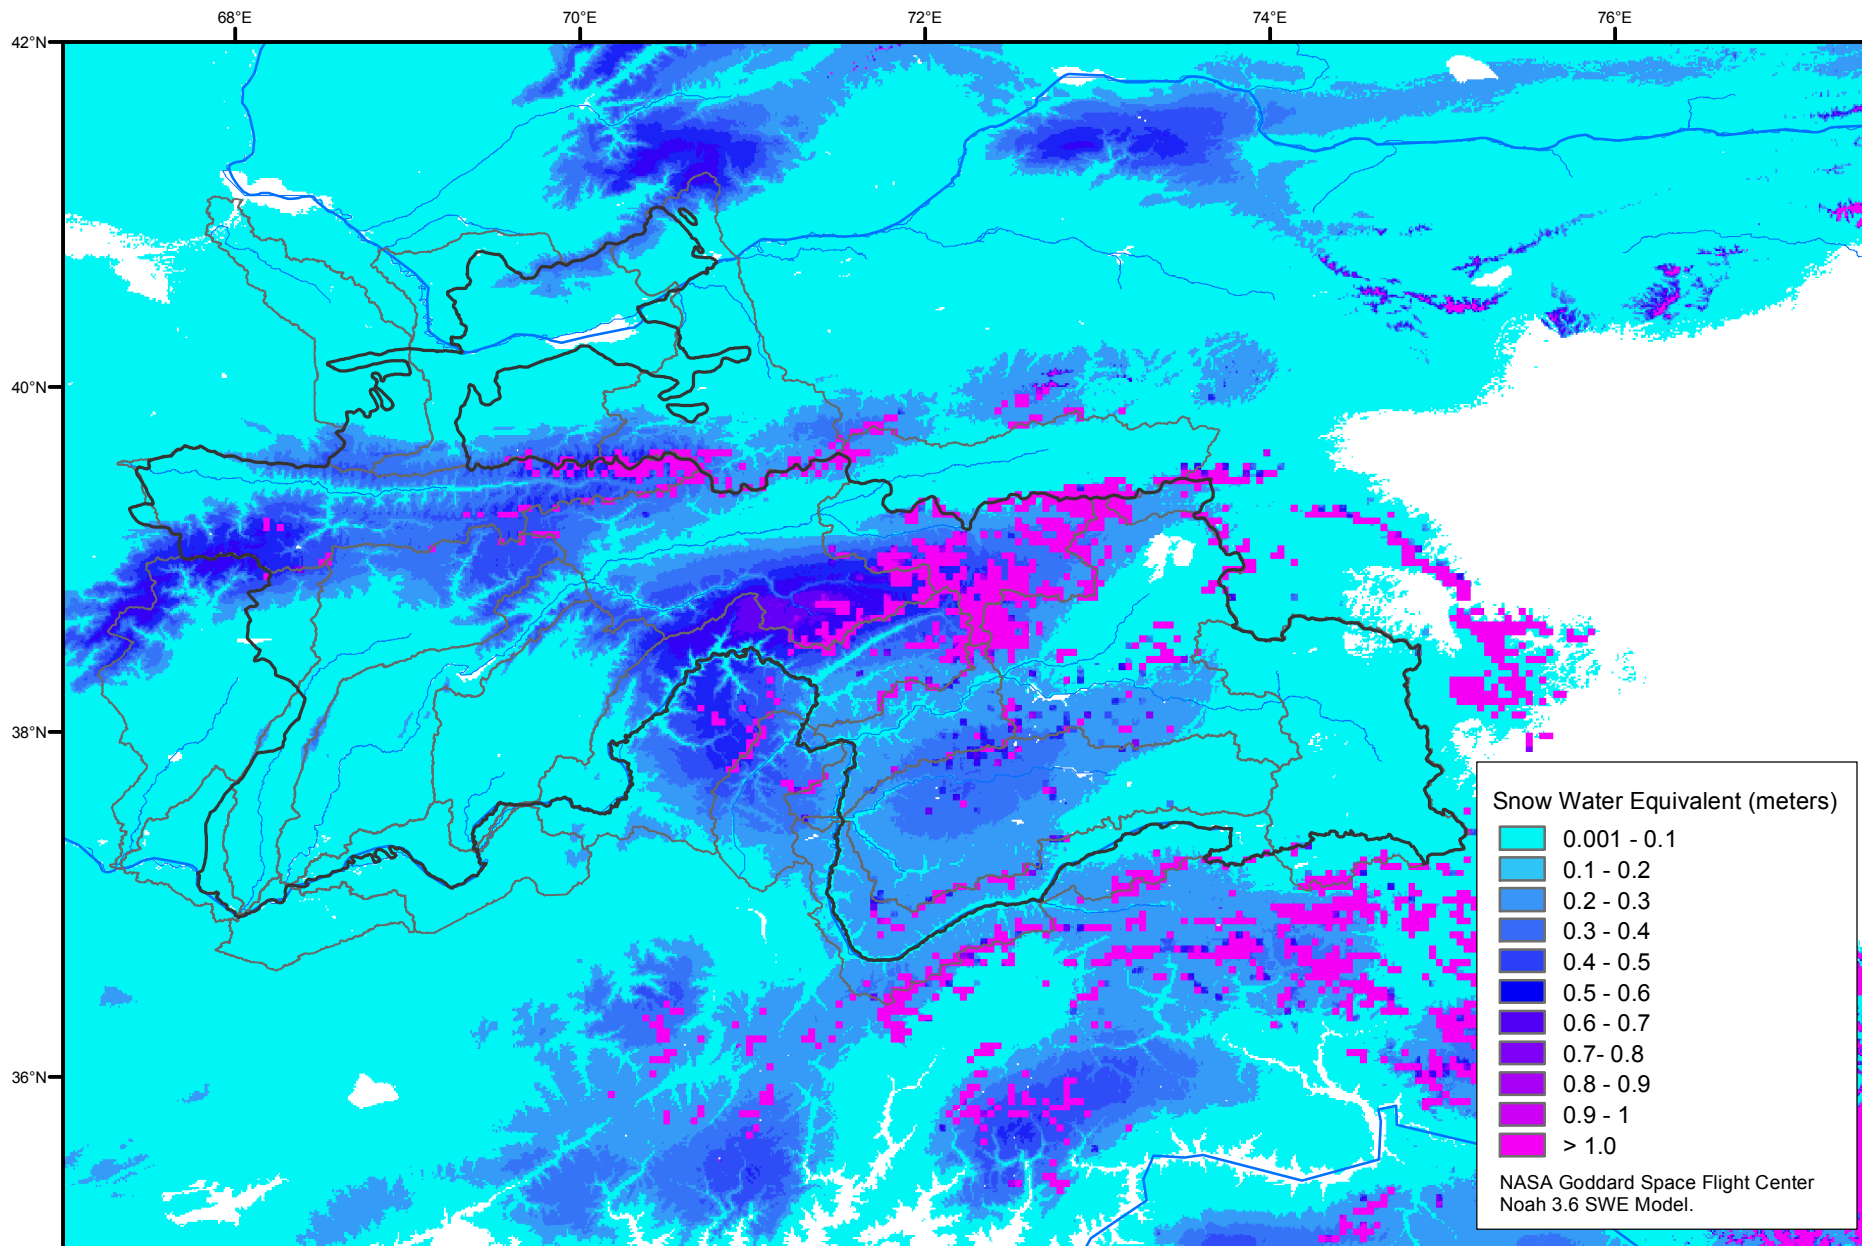 68°E
70°E
72°E
74°E
76°E
42°N
40°N
38°N
36°N
Snow Water Equivalent (meters)
0.001 - 0.1
0.1 - 0.2
0.2 - 0.3
0.3 - 0.4
0.4 - 0.5
0.5 - 0.6
0.6 - 0.7
0.7- 0.8
0.8 - 0.9
0.9 - 1
> 1.0
NASA Goddard Space Flight Center
Noah 3.6 SWE Model.